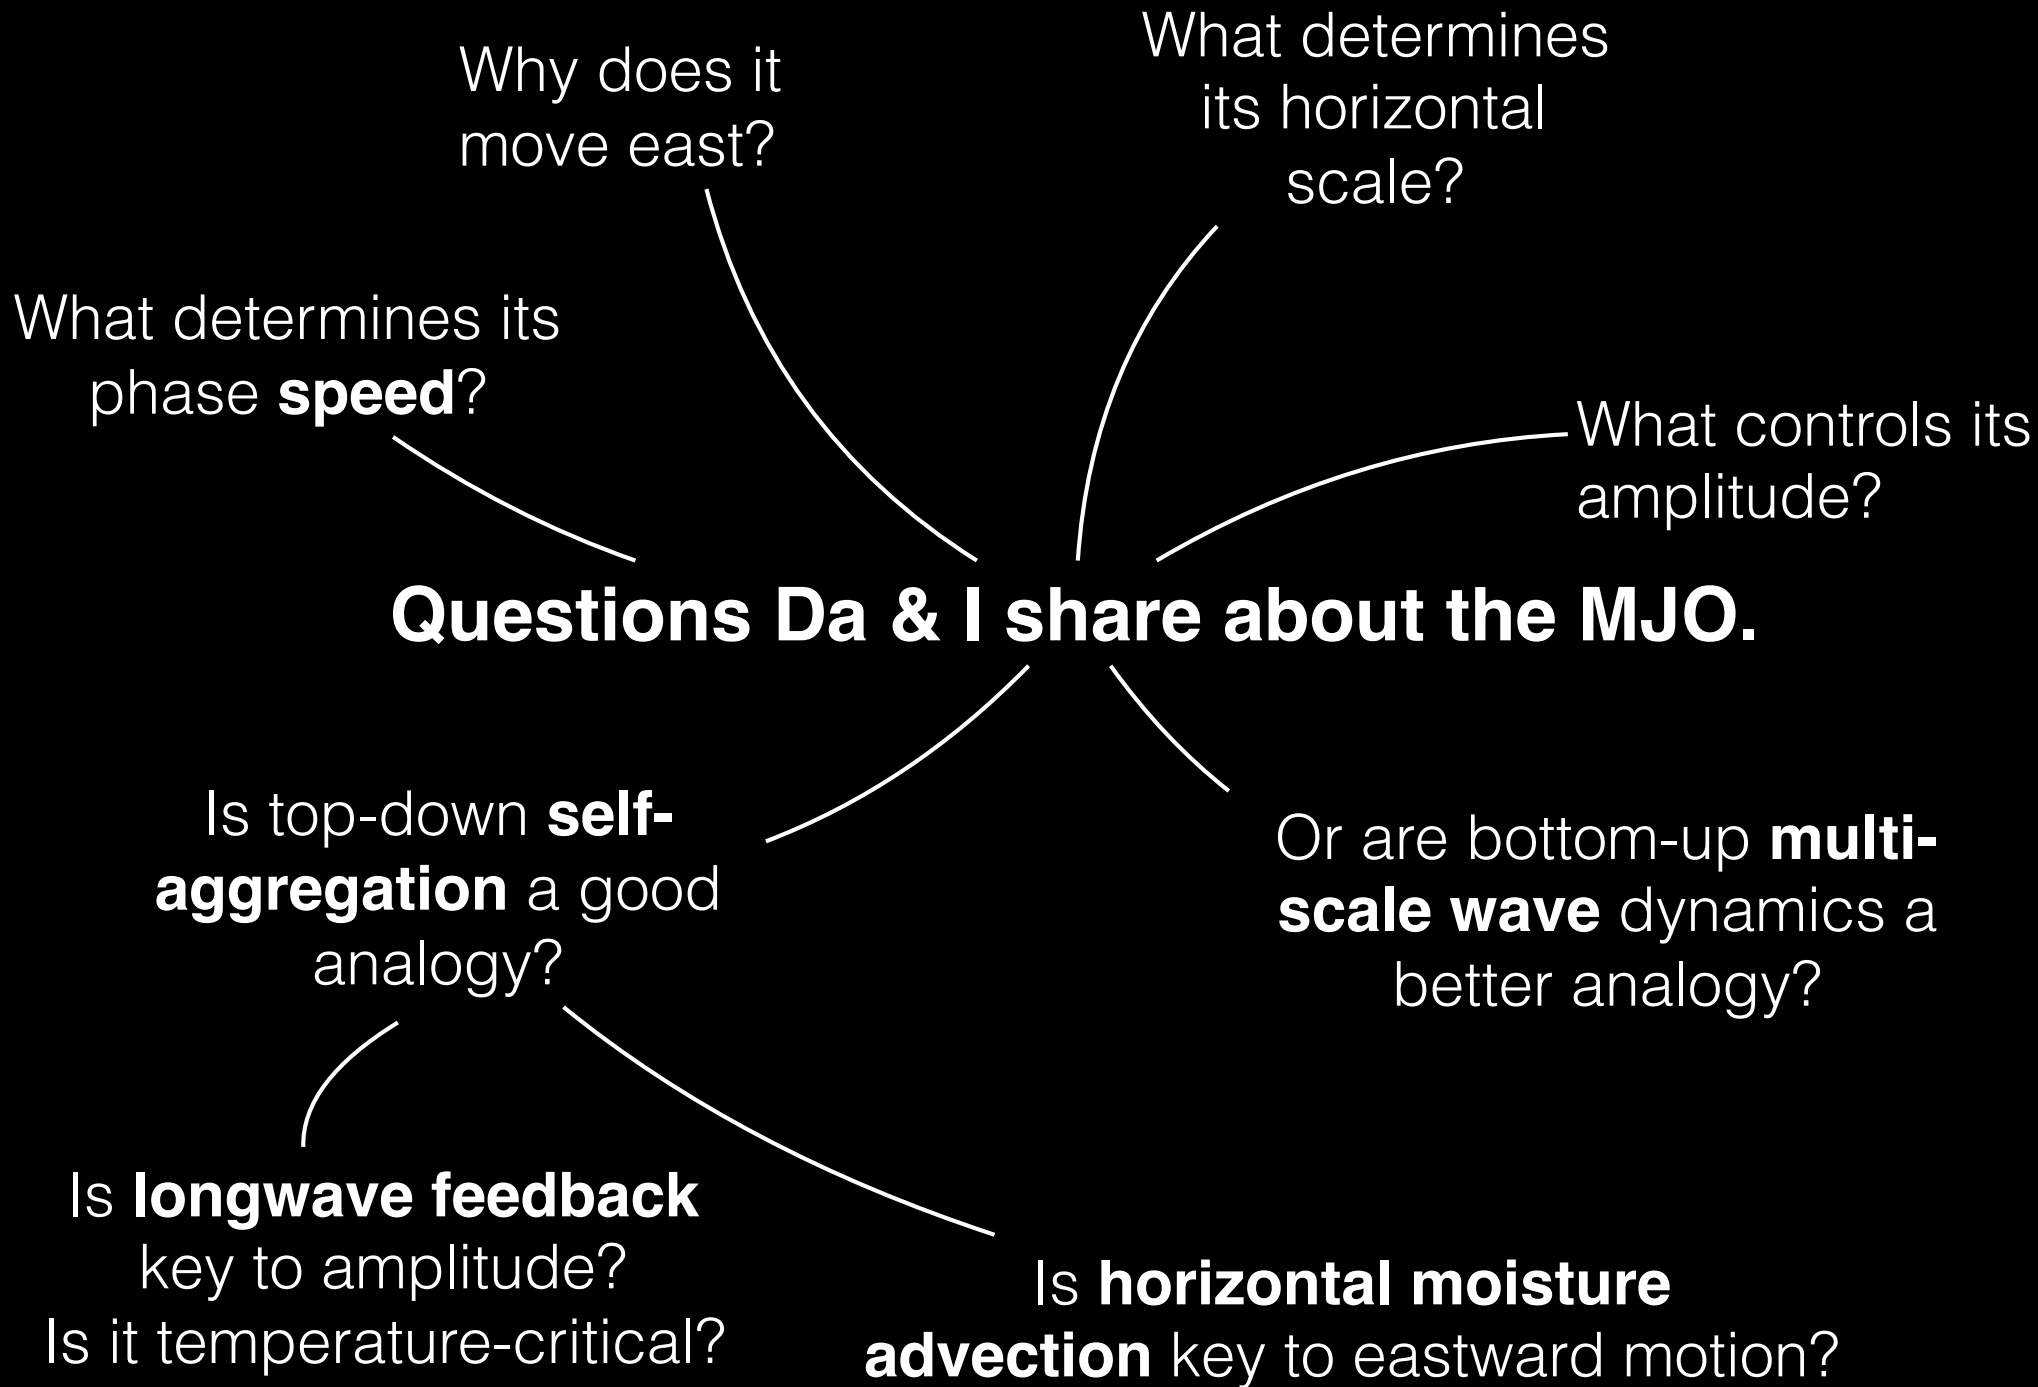 Why does it
move east?
What determines
its horizontal
scale?
What determines its
phase speed?
What controls its
amplitude?
Questions Da & I share about the MJO.
Is top-down self-
aggregation a good
analogy?
Or are bottom-up multi-
scale wave dynamics a
better analogy?
Is longwave feedback
key to amplitude?
Is it temperature-critical?
Is horizontal moisture
advection key to eastward motion?